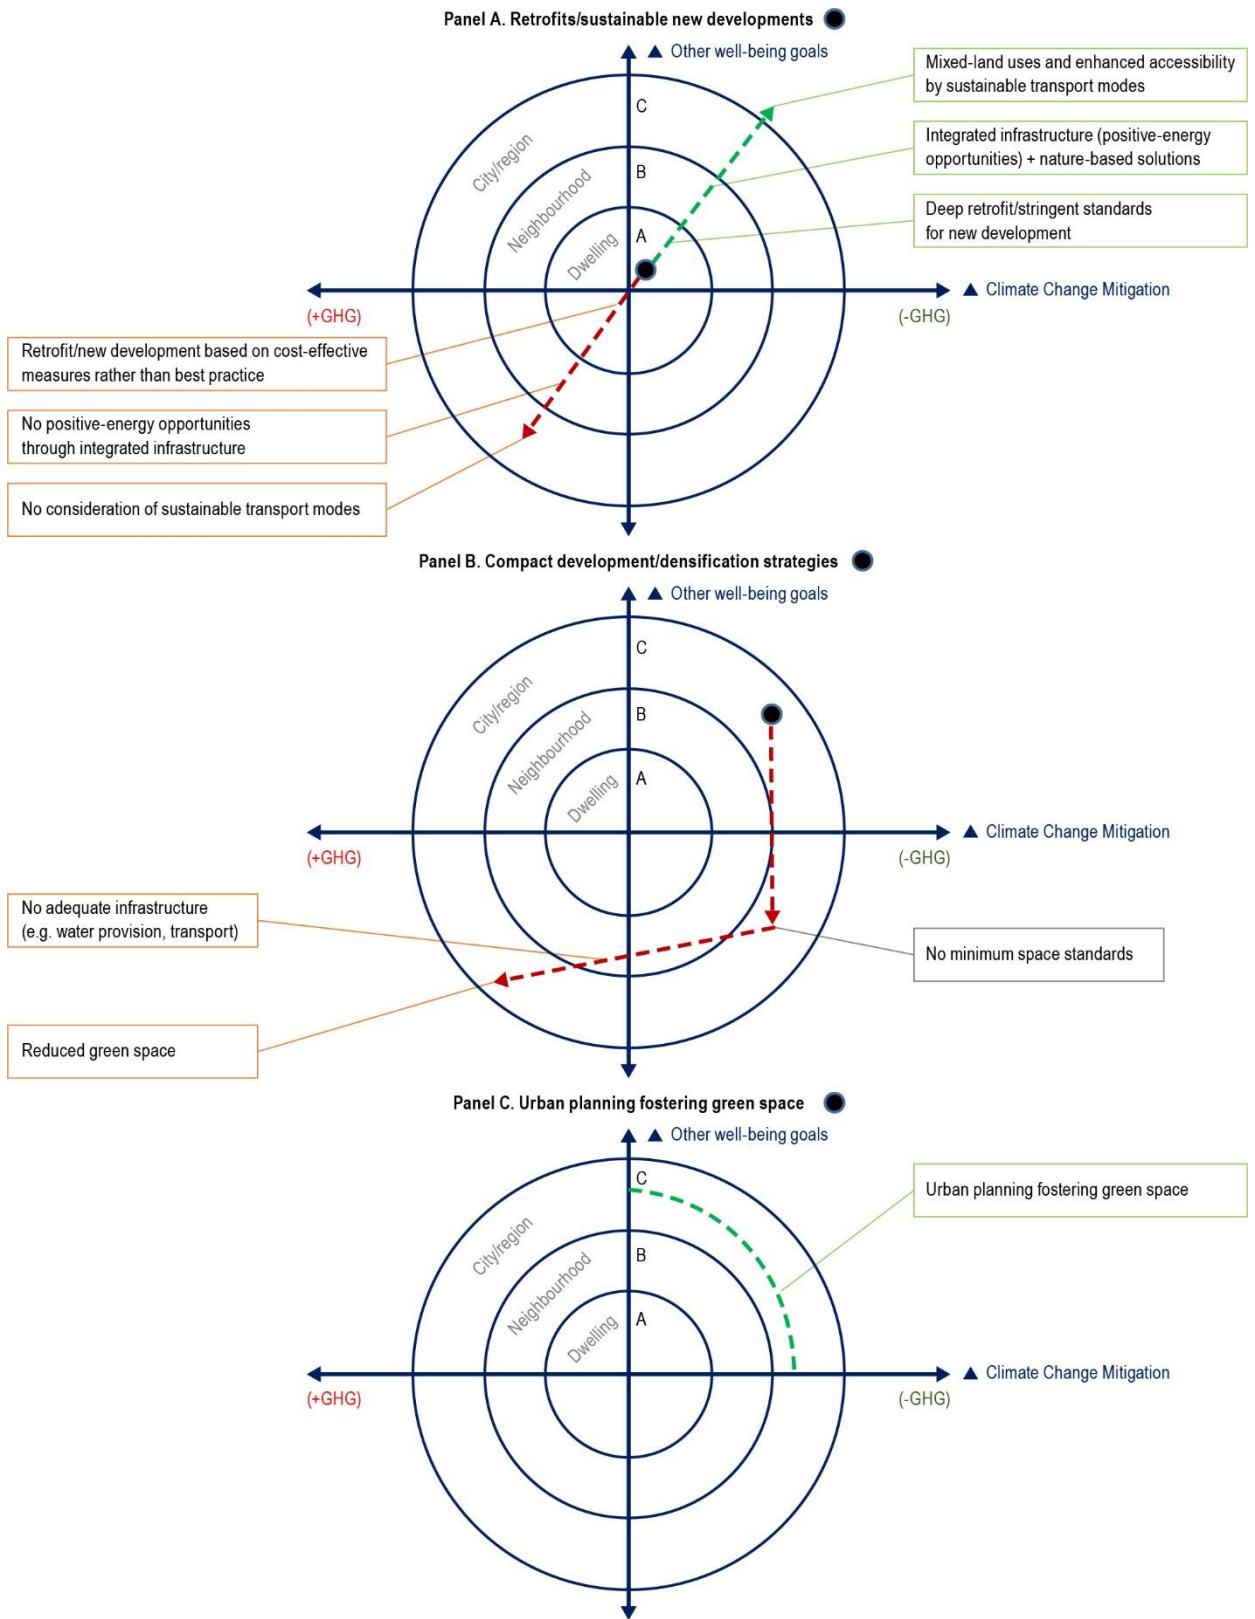 Panel A. Retrofits/sustainable new developments
▲ Other well-being goals
Mixed-land uses and enhanced accessibility
by sustainable transport modes
C
City/region
Integrated infrastructure (positive-energy
opportunities) + nature-based solutions
B
Neighbourhood
Deep retrofit/stringent standards
for new development
A
Dwelling
▲ Climate Change Mitigation
(+GHG)
(-GHG)
Retrofit/new development based on cost-effective
measures rather than best practice
No positive-energy opportunities
through integrated infrastructure
No consideration of sustainable transport modes
Panel B. Compact development/densification strategies
▲ Other well-being goals
C
City/region
B
Neighbourhood
A
Dwelling
▲ Climate Change Mitigation
(+GHG)
(-GHG)
No adequate infrastructure
(e.g. water provision, transport)
No minimum space standards
Reduced green space
Panel C. Urban planning fostering green space
▲ Other well-being goals
C
Urban planning fostering green space
City/region
B
Neighbourhood
A
Dwelling
▲ Climate Change Mitigation
(+GHG)
(-GHG)